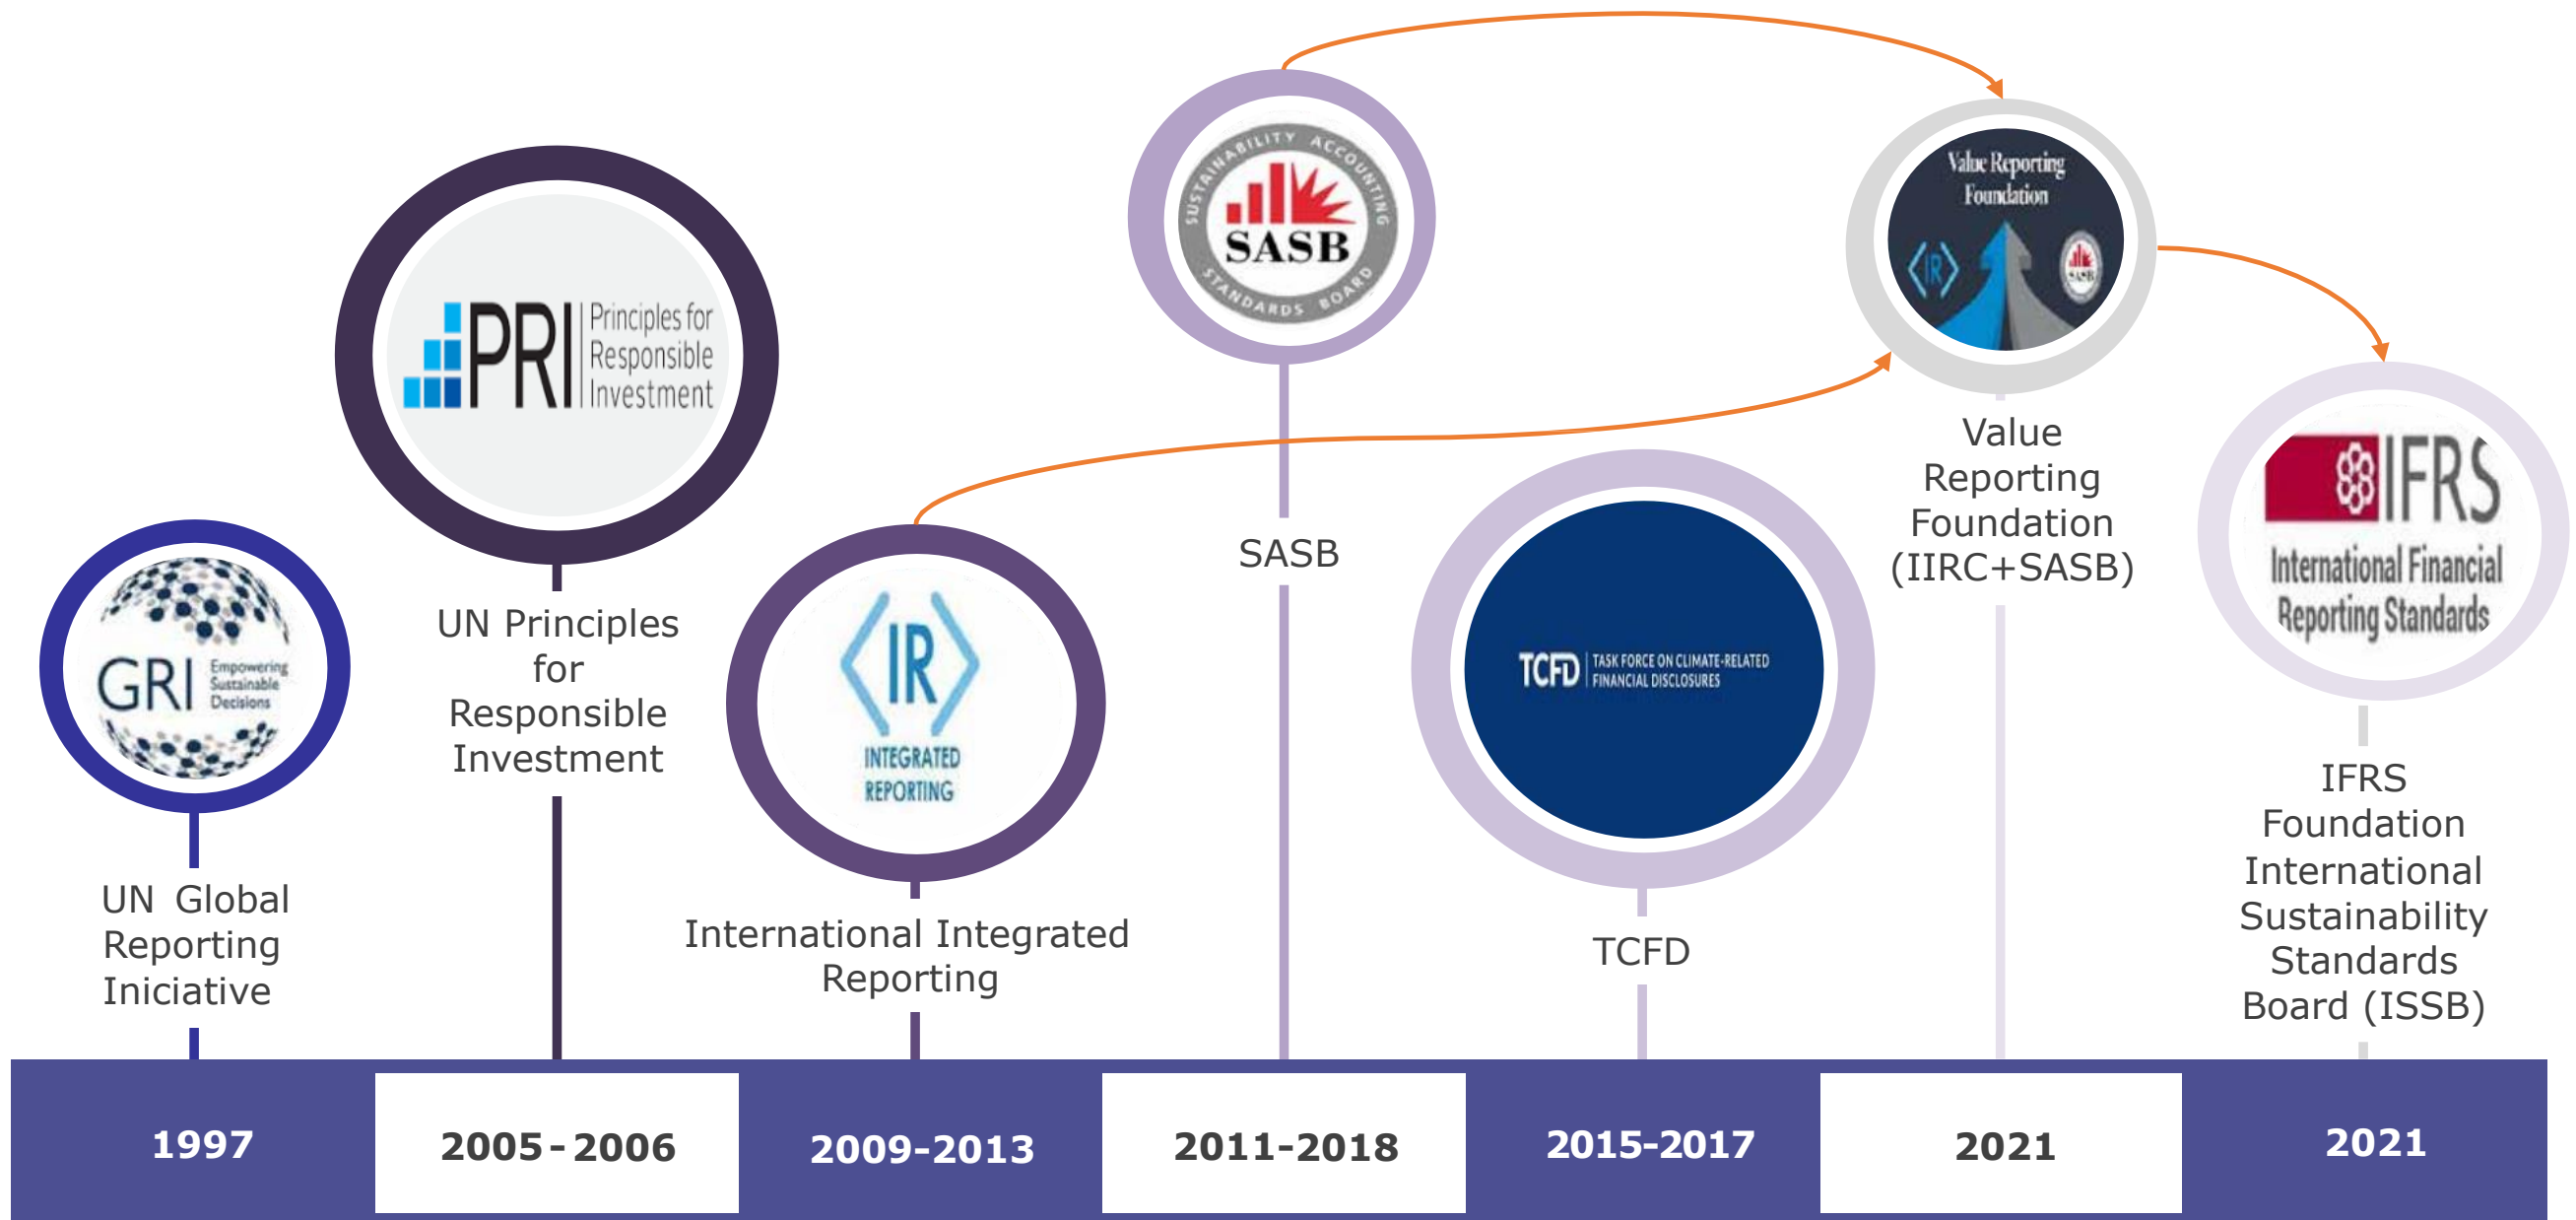 SUSTAINABILITY ACCOUNTING
STANDARDS BOARD
SASB
Value Reporting
Foundation
IR
SASB
PRI
Principles for
Responsible
Investment
Value
Reporting
Foundation
(IIRC+SASB)
IFRS
International Financial
Reporting Standards
SASB
GRI
Empowering
Sustainable
Decisions
UN Principles
for
Responsible
Investment
IR
INTEGRATED
REPORTING
TCFD
TASK FORCE ON CLIMATE-RELATED
FINANCIAL DISCLOSURES
UN Global
Reporting
Iniciative
International Integrated
Reporting
TCFD
IFRS
Foundation
International
Sustainability
Standards
Board (ISSB)
1997
2005-2006
2009-2013
2011-2018
2015-2017
2021
2021